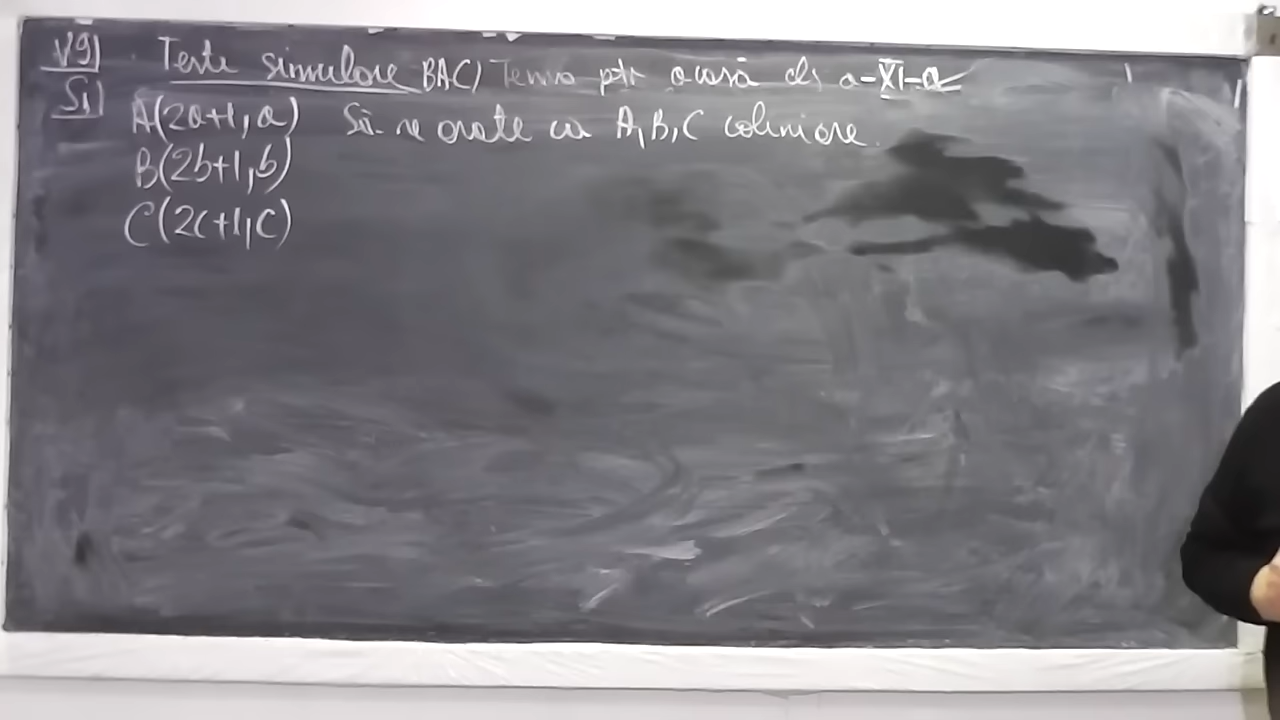 V9) Teste simulare BAC / Tema ptr acasă cls a-XI-a
S1) A(2a+1, a) Să se arate că A, B, C coliniare.
B(2b+1, b)
C(2c+1, c)